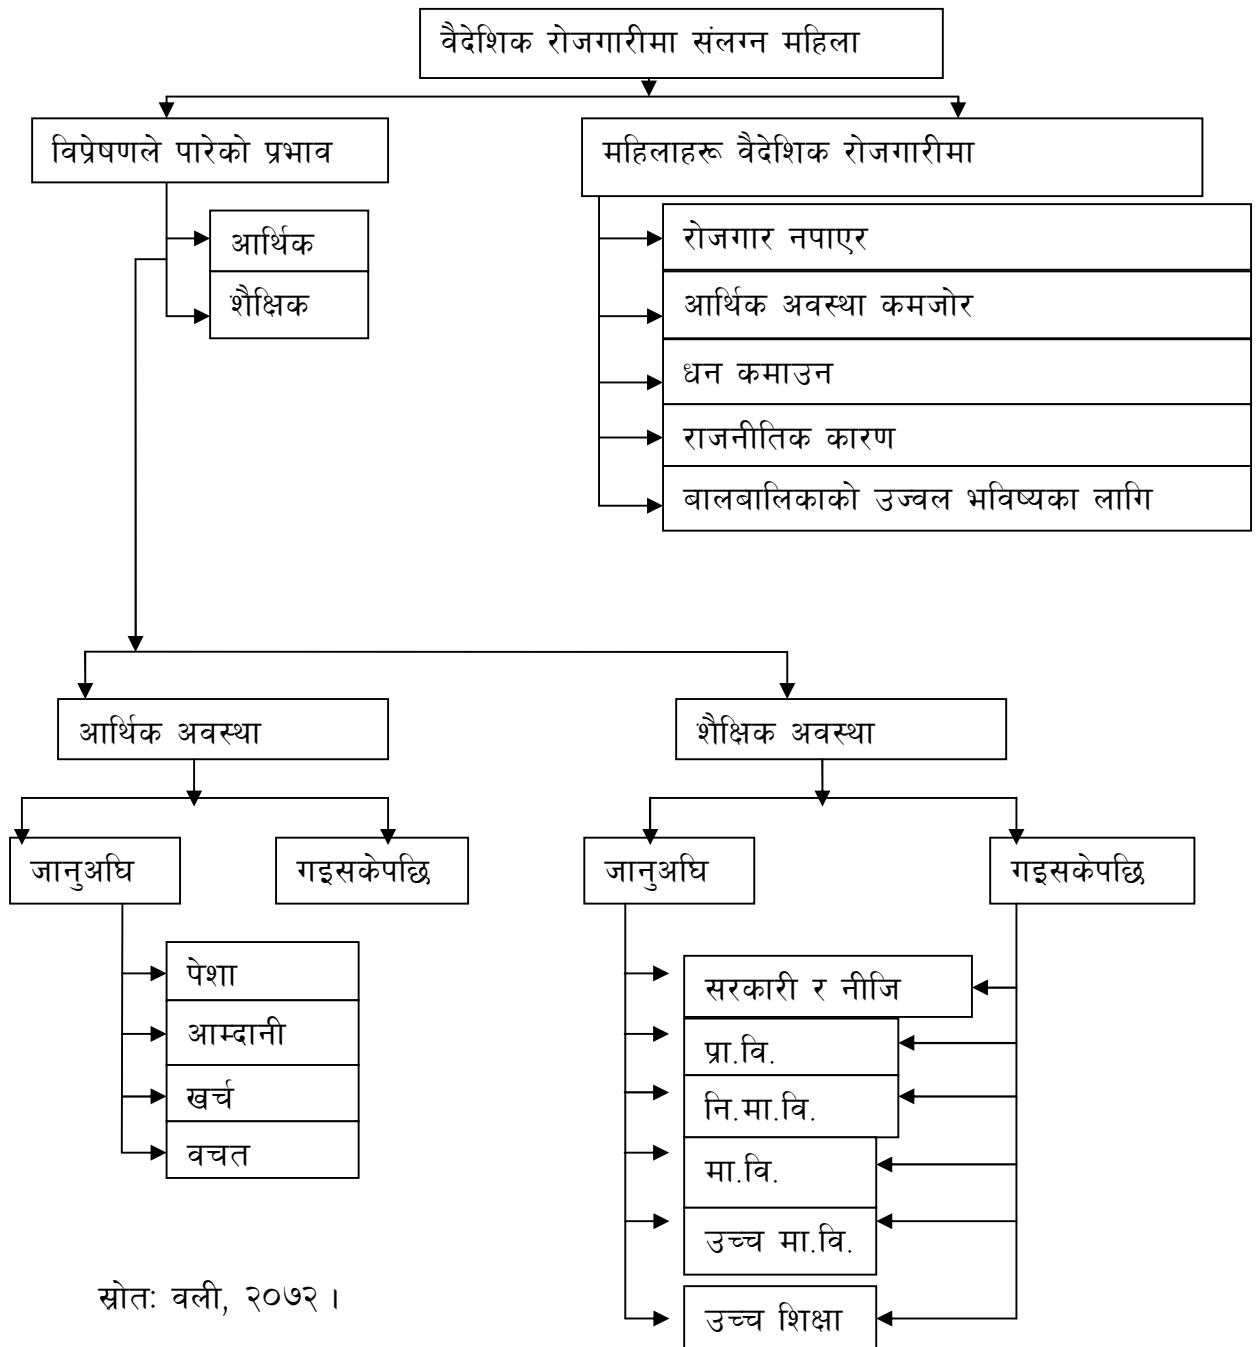 वैदेशिक रोजगारीमा संलग्न महिला
विप्रेषणले पारेको प्रभाव
महिलाहरू वैदेशिक रोजगारीमा
आर्थिक
शैक्षिक
रोजगार नपाएर
आर्थिक अवस्था कमजोर
धन कमाउन
राजनीतिक कारण
बालबालिकाको उज्वल भविष्यका लागि
आर्थिक अवस्था
शैक्षिक अवस्था
जानुअघि
गइसकेपछि
जानुअघि
गइसकेपछि
पेशा
आम्दानी
खर्च
वचत
सरकारी र नीजि
प्रा.वि.
नि.मा.वि.
मा.वि.
उच्च मा.वि.
उच्च शिक्षा
स्रोतः वली, २०७२ ।